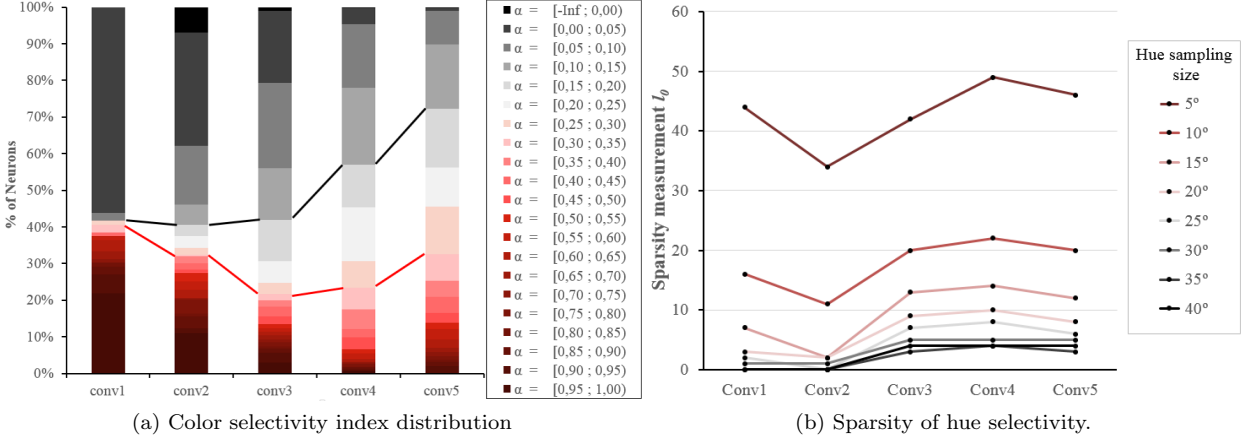 100%
90%
80%
70%
60%
50%
40%
30%
20%
10%
0%
% of Neurons
conv1 conv2 conv3 conv4 conv5
α = [-Inf ; 0,00)
α = [0,00 ; 0,05)
α = [0,05 ; 0,10)
α = [0,10 ; 0,15)
α = [0,15 ; 0,20)
α = [0,20 ; 0,25)
α = [0,25 ; 0,30)
α = [0,30 ; 0,35)
α = [0,35 ; 0,40)
α = [0,40 ; 0,45)
α = [0,45 ; 0,50)
α = [0,50 ; 0,55)
α = [0,55 ; 0,60)
α = [0,60 ; 0,65)
α = [0,65 ; 0,70)
α = [0,70 ; 0,75)
α = [0,75 ; 0,80)
α = [0,80 ; 0,85)
α = [0,85 ; 0,90)
α = [0,90 ; 0,95)
α = [0,95 ; 1,00)
(a) Color selectivity index distribution
60
50
40
30
20
10
0
Sparsity measurement l0
Conv1 Conv2 Conv3 Conv4 Conv5
Hue sampling
size
5º
10º
15º
20º
25º
30º
35º
40º
(b) Sparsity of hue selectivity.